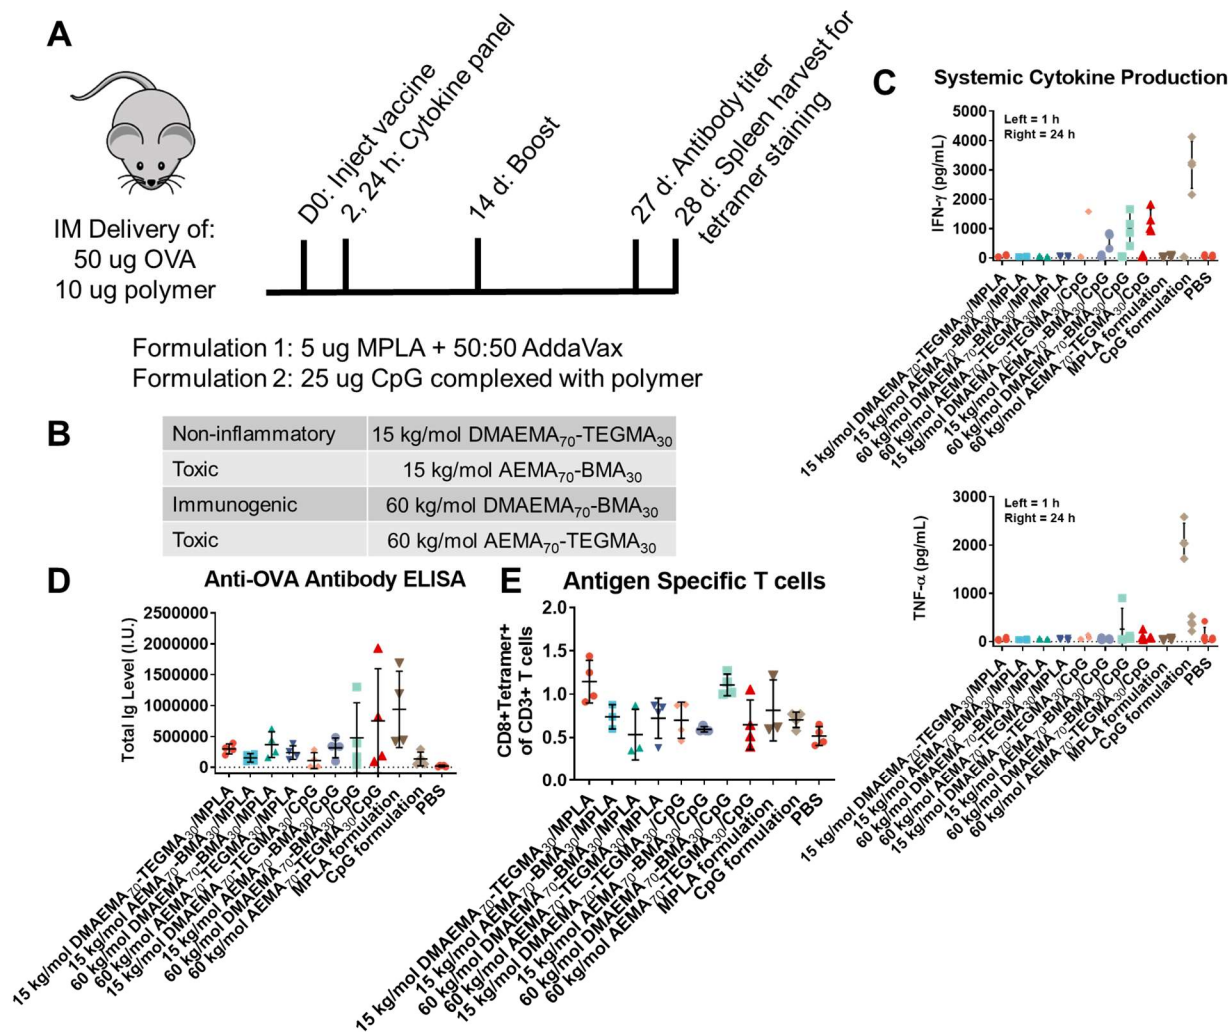 A
D0: Inject vaccine
2, 24 h: Cytokine panel
14 d: Boost
27 d: Antibody titer
28 d: Spleen harvest for
tetramer staining
IM Delivery of:
50 ug OVA
10 ug polymer
Formulation 1: 5 ug MPLA + 50:50 AddaVax
Formulation 2: 25 ug CpG complexed with polymer
B
Non-inflammatory 15 kg/mol DMAEMA70-TEGMA30
Toxic 15 kg/mol AEMA70-BMA30
Immunogenic 60 kg/mol DMAEMA70-BMA30
Toxic 60 kg/mol AEMA70-TEGMA30
C
Systemic Cytokine Production
IFN-γ (pg/mL)
5000
4000
3000
2000
1000
0
Left = 1 h
Right = 24 h
15 kg/mol DMAEMA70-TEGMA30/MPLA
15 kg/mol AEMA70-BMA30/MPLA
60 kg/mol DMAEMA70-BMA30/MPLA
60 kg/mol AEMA70-TEGMA30/MPLA
15 kg/mol DMAEMA70-TEGMA30/CpG
15 kg/mol AEMA70-BMA30/CpG
60 kg/mol DMAEMA70-BMA30/CpG
60 kg/mol AEMA70-TEGMA30/CpG
MPLA formulation
CpG formulation
PBS
TNF-α (pg/mL)
3000
2000
1000
0
Left = 1 h
Right = 24 h
15 kg/mol DMAEMA70-TEGMA30/MPLA
15 kg/mol AEMA70-BMA30/MPLA
60 kg/mol DMAEMA70-BMA30/MPLA
60 kg/mol AEMA70-TEGMA30/MPLA
15 kg/mol DMAEMA70-TEGMA30/CpG
15 kg/mol AEMA70-BMA30/CpG
60 kg/mol DMAEMA70-BMA30/CpG
60 kg/mol AEMA70-TEGMA30/CpG
MPLA formulation
CpG formulation
PBS
D
Anti-OVA Antibody ELISA
Total Ig Level (I.U.)
2500000
2000000
1500000
1000000
500000
0
15 kg/mol DMAEMA70-TEGMA30/MPLA
15 kg/mol AEMA70-BMA30/MPLA
60 kg/mol DMAEMA70-BMA30/MPLA
60 kg/mol AEMA70-TEGMA30/MPLA
15 kg/mol DMAEMA70-TEGMA30/CpG
15 kg/mol AEMA70-BMA30/CpG
60 kg/mol DMAEMA70-BMA30/CpG
60 kg/mol AEMA70-TEGMA30/CpG
MPLA formulation
CpG formulation
PBS
E
Antigen Specific T cells
CD8+Tetramer+
of CD3+ T cells
2.0
1.5
1.0
0.5
0.0
15 kg/mol DMAEMA70-TEGMA30/MPLA
15 kg/mol AEMA70-BMA30/MPLA
60 kg/mol DMAEMA70-BMA30/MPLA
60 kg/mol AEMA70-TEGMA30/MPLA
15 kg/mol DMAEMA70-TEGMA30/CpG
15 kg/mol AEMA70-BMA30/CpG
60 kg/mol DMAEMA70-BMA30/CpG
60 kg/mol AEMA70-TEGMA30/CpG
MPLA formulation
CpG formulation
PBS